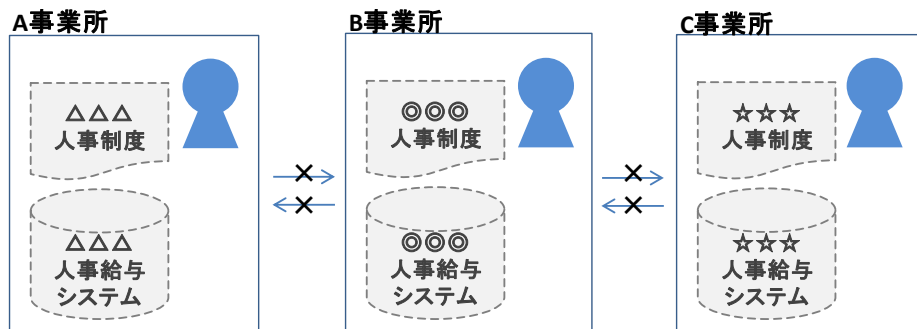 A事業所
△△△
人事制度
△△△
人事給与
システム
B事業所
◎◎◎
人事制度
◎◎◎
人事給与
システム
C事業所
☆☆☆
人事制度
☆☆☆
人事給与
システム